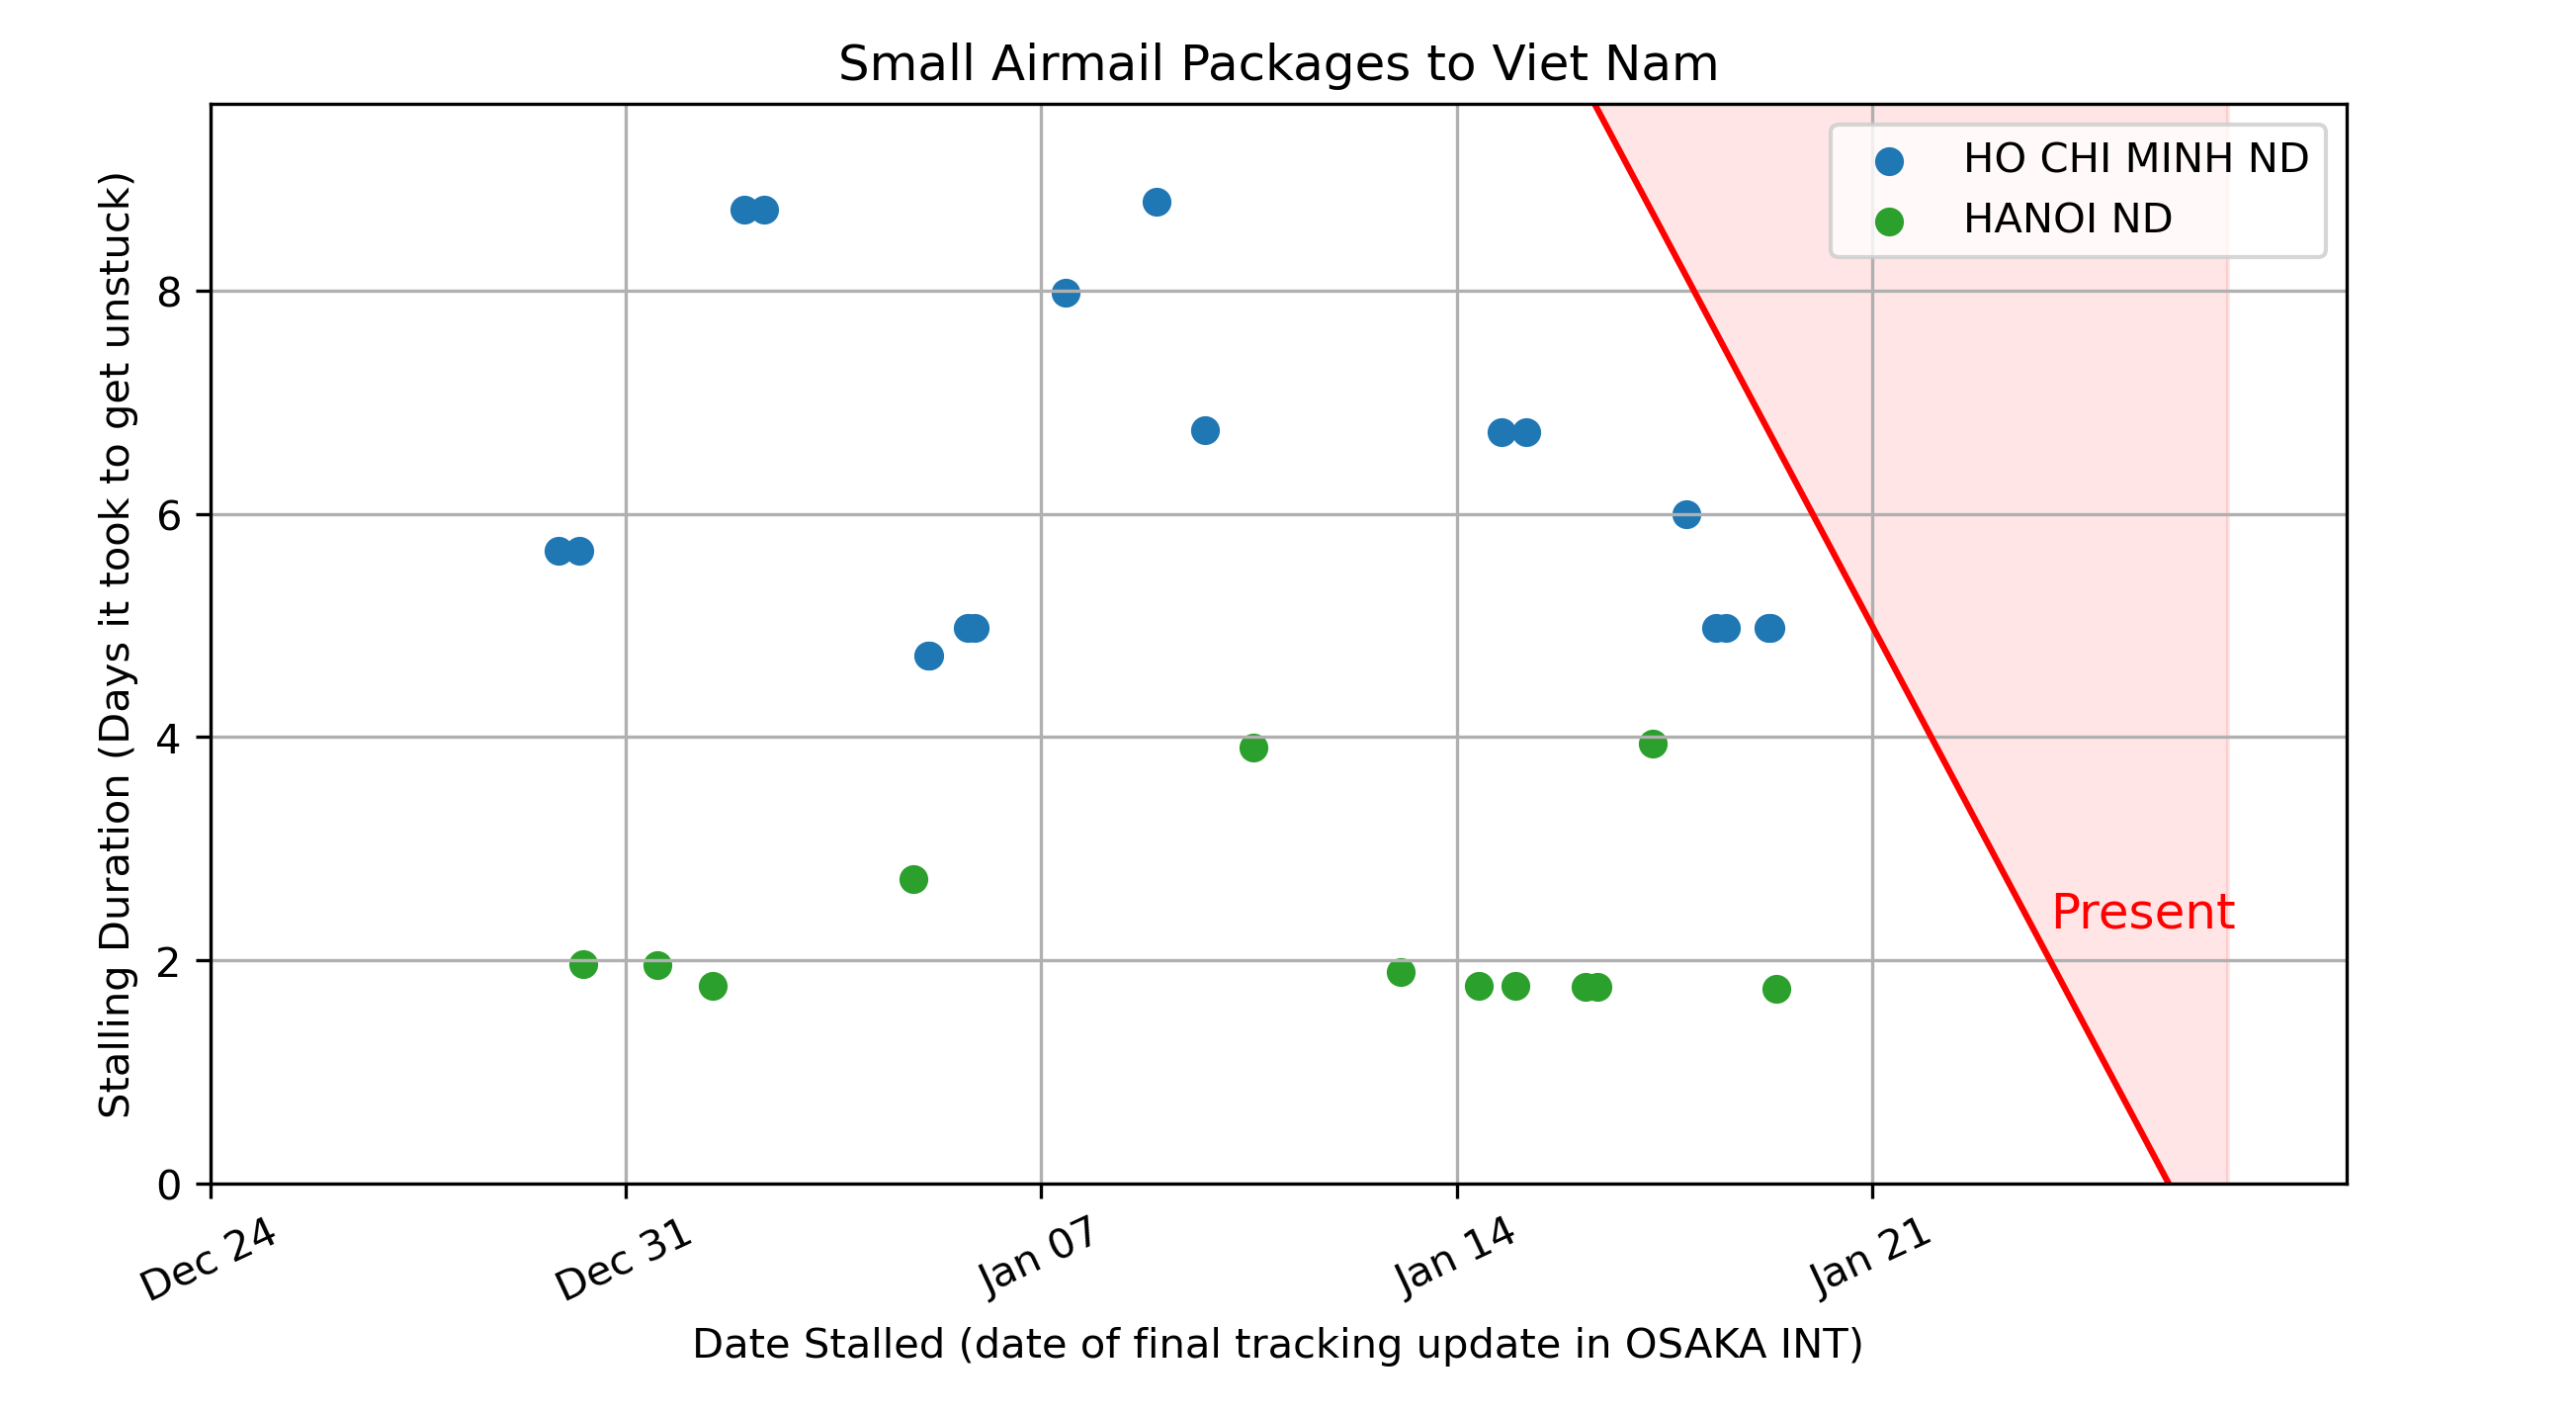 Small Airmail Packages to Viet Nam
HO CHI MINH ND
HANOI ND
Stalling Duration (Days it took to get unstuck)
8
6
4
2
0
Present
Dec 24
Dec 31
Jan 07
Jan 14
Jan 21
Date Stalled (date of final tracking update in OSAKA INT)